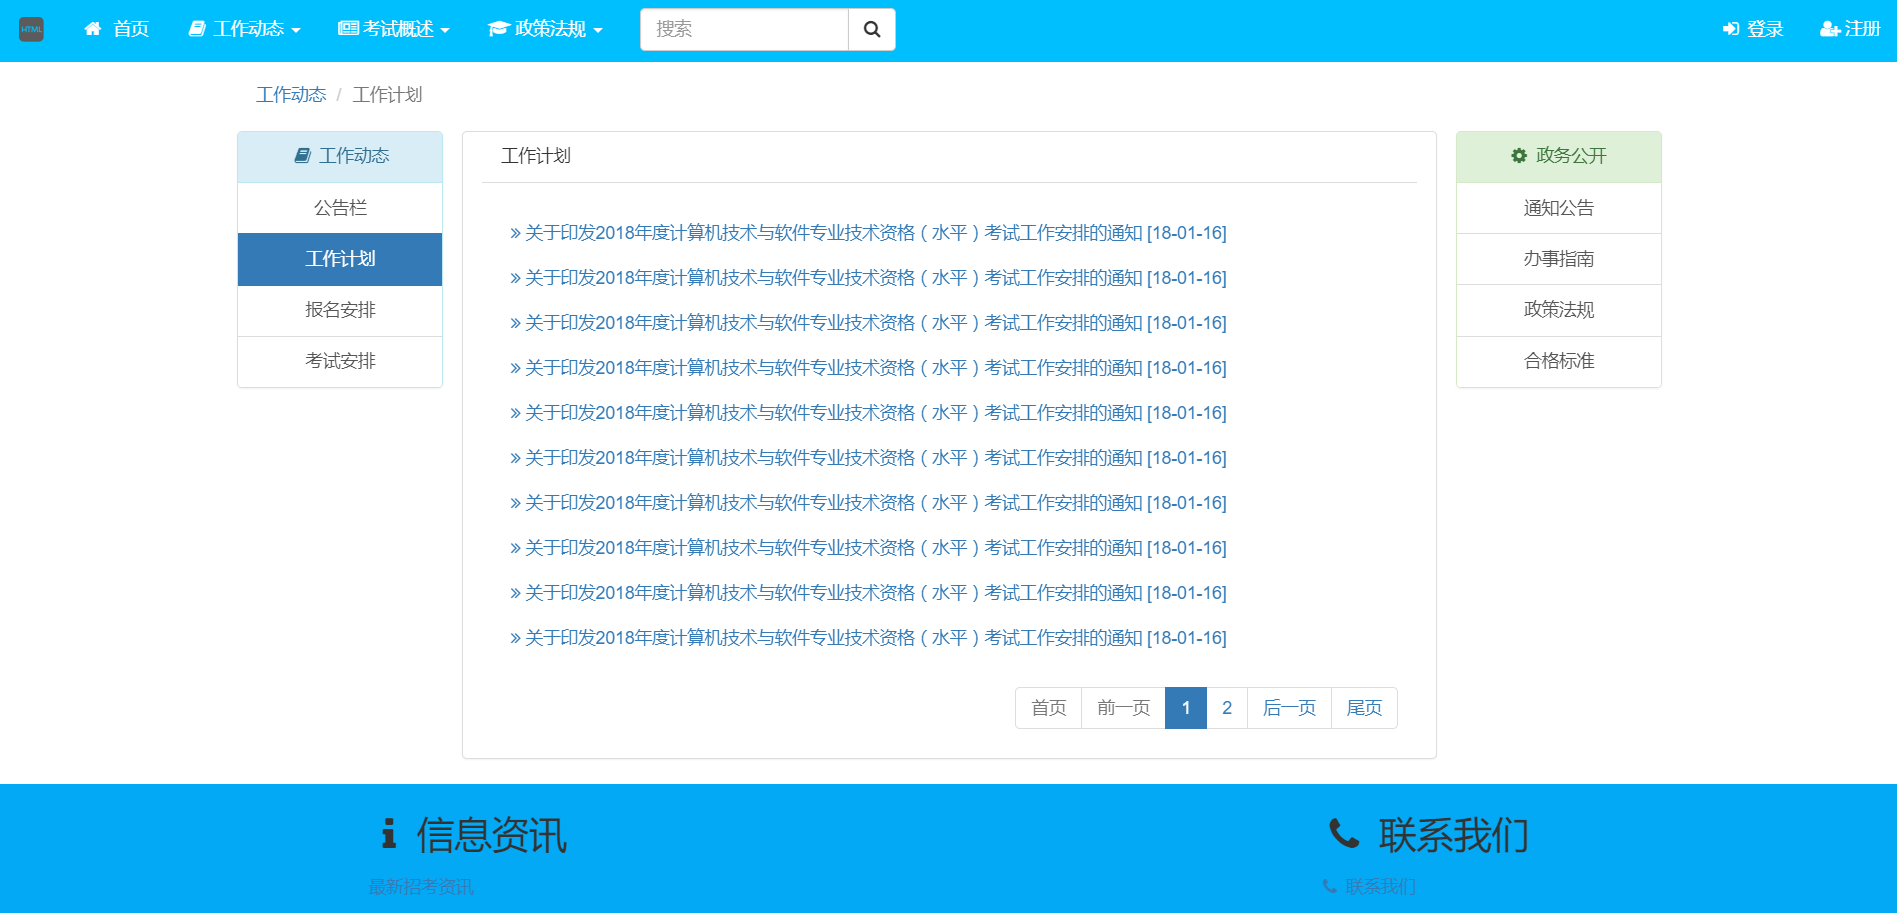 HTML 首页 工作动态 考试概述 政策法规 搜索 登录 注册
工作动态 / 工作计划
工作动态
公告栏
工作计划
报名安排
考试安排
工作计划
» 关于印发2018年度计算机技术与软件专业技术资格（水平）考试工作安排的通知 [18-01-16]
» 关于印发2018年度计算机技术与软件专业技术资格（水平）考试工作安排的通知 [18-01-16]
» 关于印发2018年度计算机技术与软件专业技术资格（水平）考试工作安排的通知 [18-01-16]
» 关于印发2018年度计算机技术与软件专业技术资格（水平）考试工作安排的通知 [18-01-16]
» 关于印发2018年度计算机技术与软件专业技术资格（水平）考试工作安排的通知 [18-01-16]
» 关于印发2018年度计算机技术与软件专业技术资格（水平）考试工作安排的通知 [18-01-16]
» 关于印发2018年度计算机技术与软件专业技术资格（水平）考试工作安排的通知 [18-01-16]
» 关于印发2018年度计算机技术与软件专业技术资格（水平）考试工作安排的通知 [18-01-16]
» 关于印发2018年度计算机技术与软件专业技术资格（水平）考试工作安排的通知 [18-01-16]
» 关于印发2018年度计算机技术与软件专业技术资格（水平）考试工作安排的通知 [18-01-16]
首页 前一页 1 2 后一页 尾页
政务公开
通知公告
办事指南
政策法规
合格标准
信息资讯
最新招考资讯
联系我们
联系我们